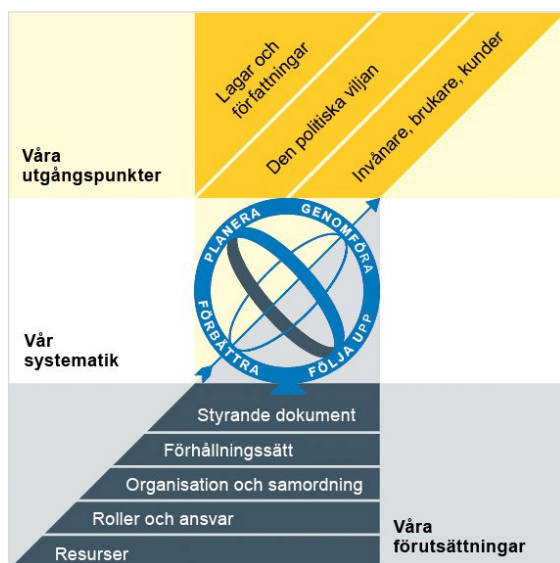 Lagar och
författningar
Den politiska viljan
Invånare, brukare, kunder
Våra
utgångspunkter
PLANERA
GENOMFÖRA
FÖRBÄTTRA
FÖLJA UPP
Vår
systematik
Styrande dokument
Förhållningssätt
Organisation och samordning
Roller och ansvar
Resurser
Våra
förutsättningar